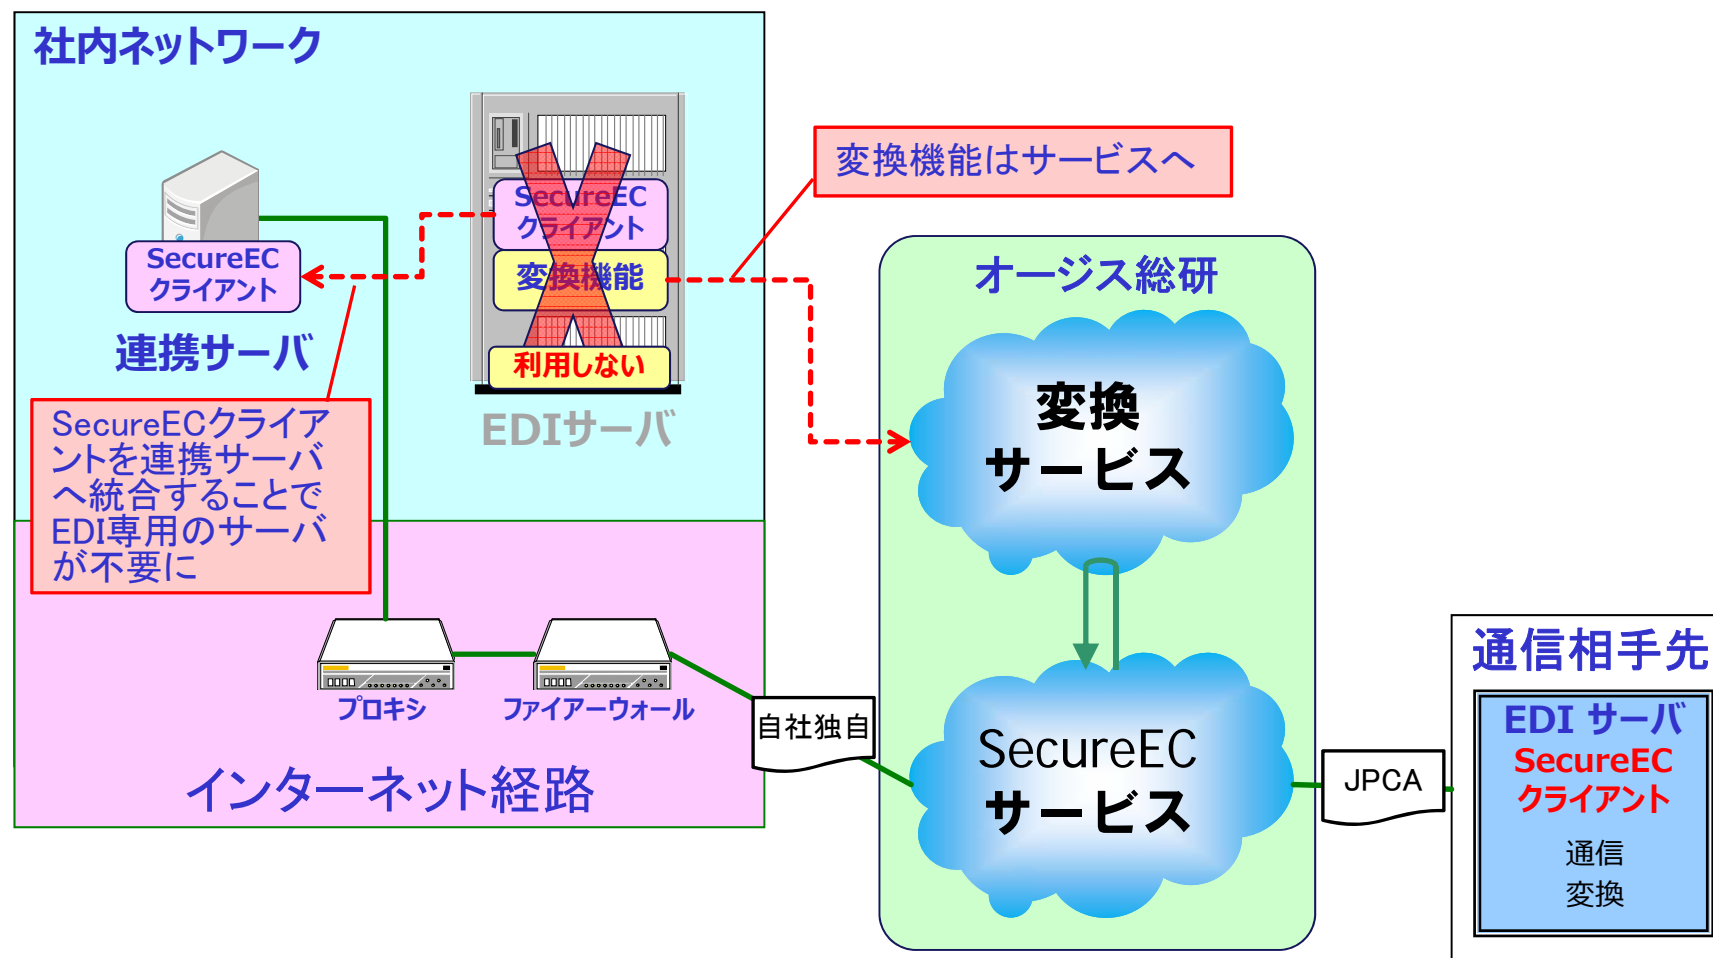 社内ネットワーク
SecureEC
クライアント
連携サーバ
SecureEC
クライアント
変換機能
利用しない
EDIサーバ
変換機能はサービスへ
SecureECクライア
ントを連携サーバ
へ統合することで
EDI専用のサーバ
が不要に
プロキシ
ファイアーウォール
インターネット経路
自社独自
オージス総研
変換
サービス
SecureEC
サービス
JPCA
通信相手先
EDI サーバ
SecureEC
クライアント
通信
変換